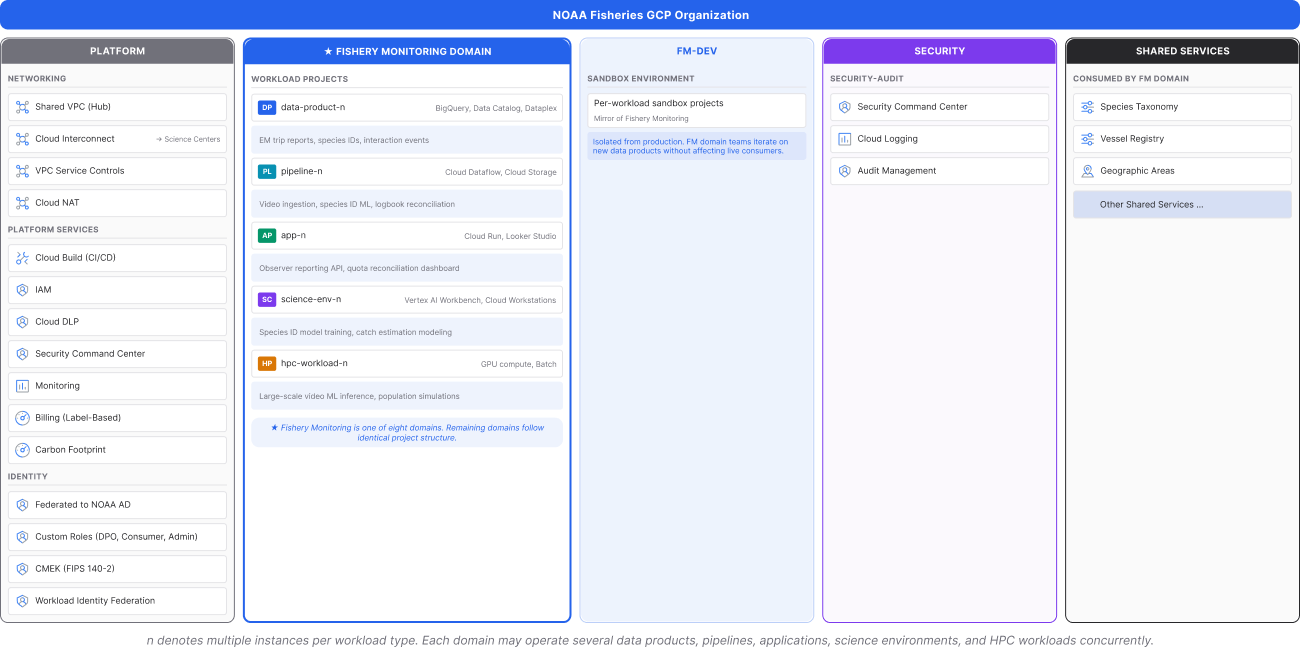 NOAA Fisheries GCP Organization
PLATFORM
NETWORKING
Shared VPC (Hub)
Cloud Interconnect → Science Centers
VPC Service Controls
Cloud NAT
PLATFORM SERVICES
Cloud Build (CI/CD)
IAM
Cloud DLP
Security Command Center
Monitoring
Billing (Label-Based)
Carbon Footprint
IDENTITY
Federated to NOAA AD
Custom Roles (DPO, Consumer, Admin)
CMEK (FIPS 140-2)
Workload Identity Federation
★ FISHERY MONITORING DOMAIN
WORKLOAD PROJECTS
DP data-product-n BigQuery, Data Catalog, Dataplex
EM trip reports, species IDs, interaction events
PL pipeline-n Cloud Dataflow, Cloud Storage
Video ingestion, species ID ML, logbook reconciliation
AP app-n Cloud Run, Looker Studio
Observer reporting API, quota reconciliation dashboard
SC science-env-n Vertex AI Workbench, Cloud Workstations
Species ID model training, catch estimation modeling
HP hpc-workload-n GPU compute, Batch
Large-scale video ML inference, population simulations
★ Fishery Monitoring is one of eight domains. Remaining domains follow
identical project structure.
FM-DEV
SANDBOX ENVIRONMENT
Per-workload sandbox projects
Mirror of Fishery Monitoring
Isolated from production. FM domain teams iterate on
new data products without affecting live consumers.
SECURITY
SECURITY-AUDIT
Security Command Center
Cloud Logging
Audit Management
SHARED SERVICES
CONSUMED BY FM DOMAIN
Species Taxonomy
Vessel Registry
Geographic Areas
Other Shared Services ...
n denotes multiple instances per workload type. Each domain may operate several data products, pipelines, applications, science environments, and HPC workloads concurrently.